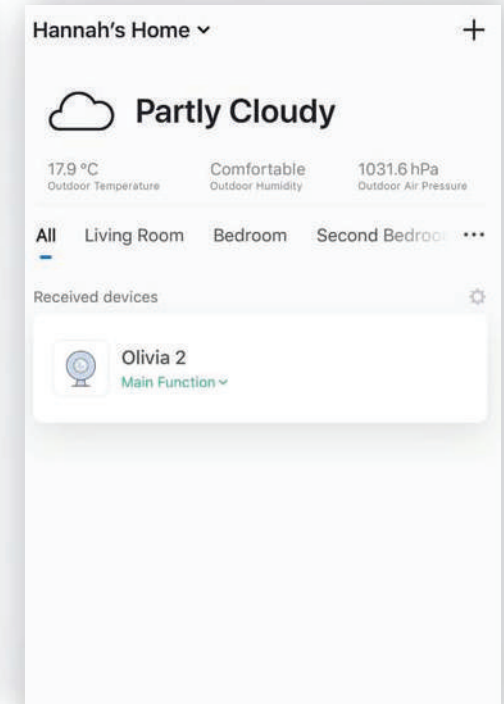 Hannah's Home
Partly Cloudy
17.9 °C Comfortable 1031.6 hPa
Outdoor Temperature Outdoor Humidity Outdoor Air Pressure
All Living Room Bedroom Second
Received devices
Olivia 2
Main Function